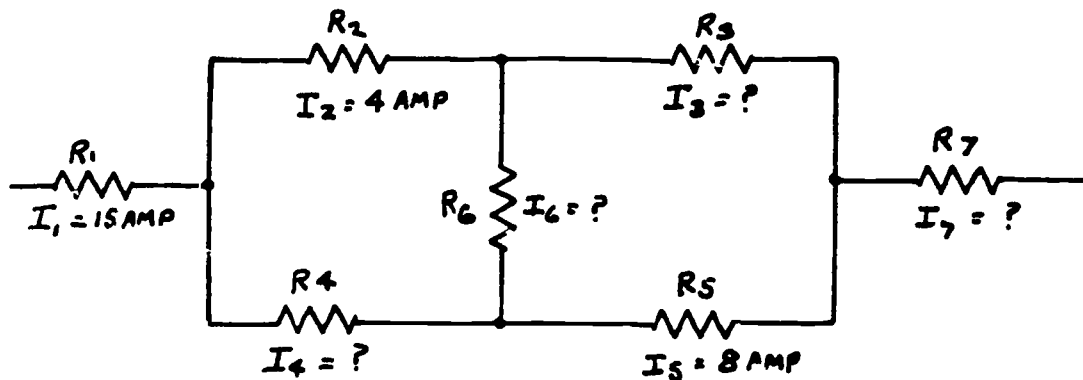 R2
R3
I2 = 4 AMP
I3 = ?
R1
R7
I1 = 15 AMP
R6
I6 = ?
I7 = ?
R4
R5
I4 = ?
I5 = 8 AMP